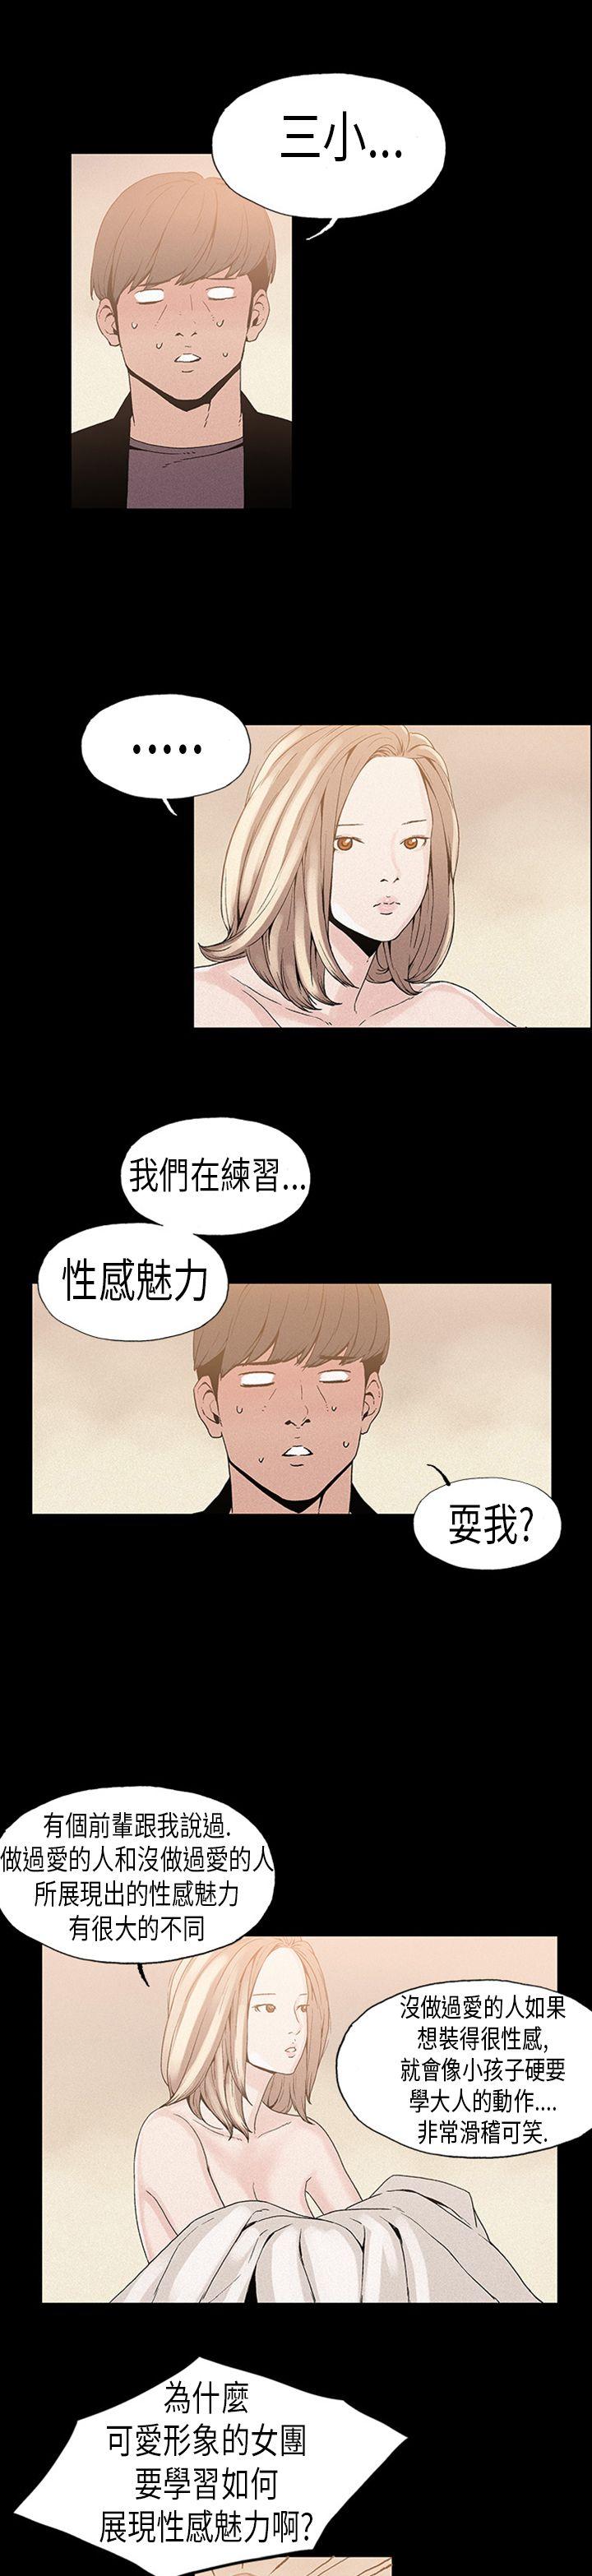 三小...
.....
我們在練習...
性感魅力
耍我?
有個前輩跟我說過.
做過愛的人和沒做過愛的人
所展現出的性感魅力
有很大的不同
沒做過愛的人如果
想裝得很性感,
就會像小孩子硬要
學大人的動作....
非常滑稽可笑.
為什麼
可愛形象的女團
要學習如何
展現性感魅力啊?